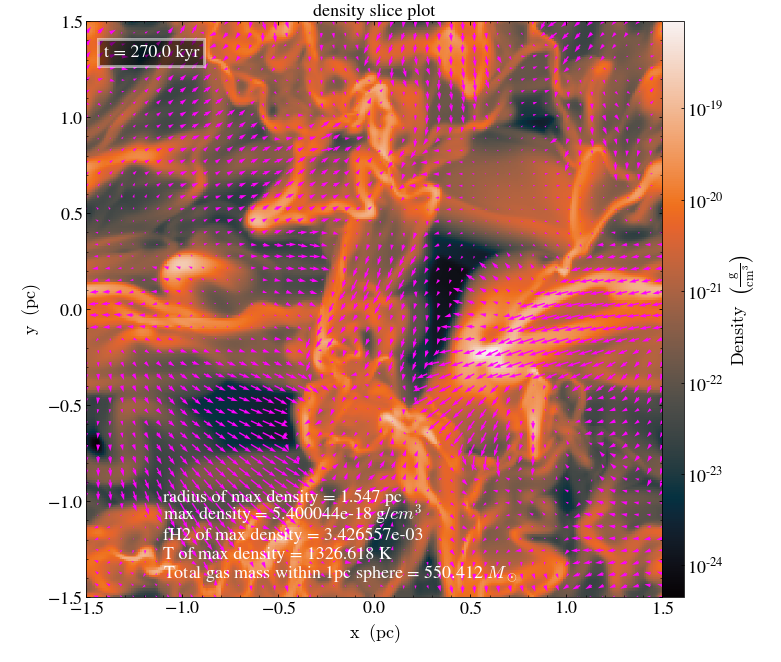 density slice plot
t = 270.0 kyr
1.5
1.0
0.5
0.0
−0.5
−1.0
−1.5
y (pc)
radius of max density = 1.547 pc
max density = 5.400044e-18 g/cm³
fH2 of max density = 3.426557e-03
T of max density = 1326.618 K
Total gas mass within 1pc sphere = 550.412 M⊙
−1.5 −1.0 −0.5 0.0 0.5 1.0 1.5
x (pc)
10⁻¹⁹
10⁻²⁰
10⁻²¹
10⁻²²
10⁻²³
10⁻²⁴
Density (g/cm³)